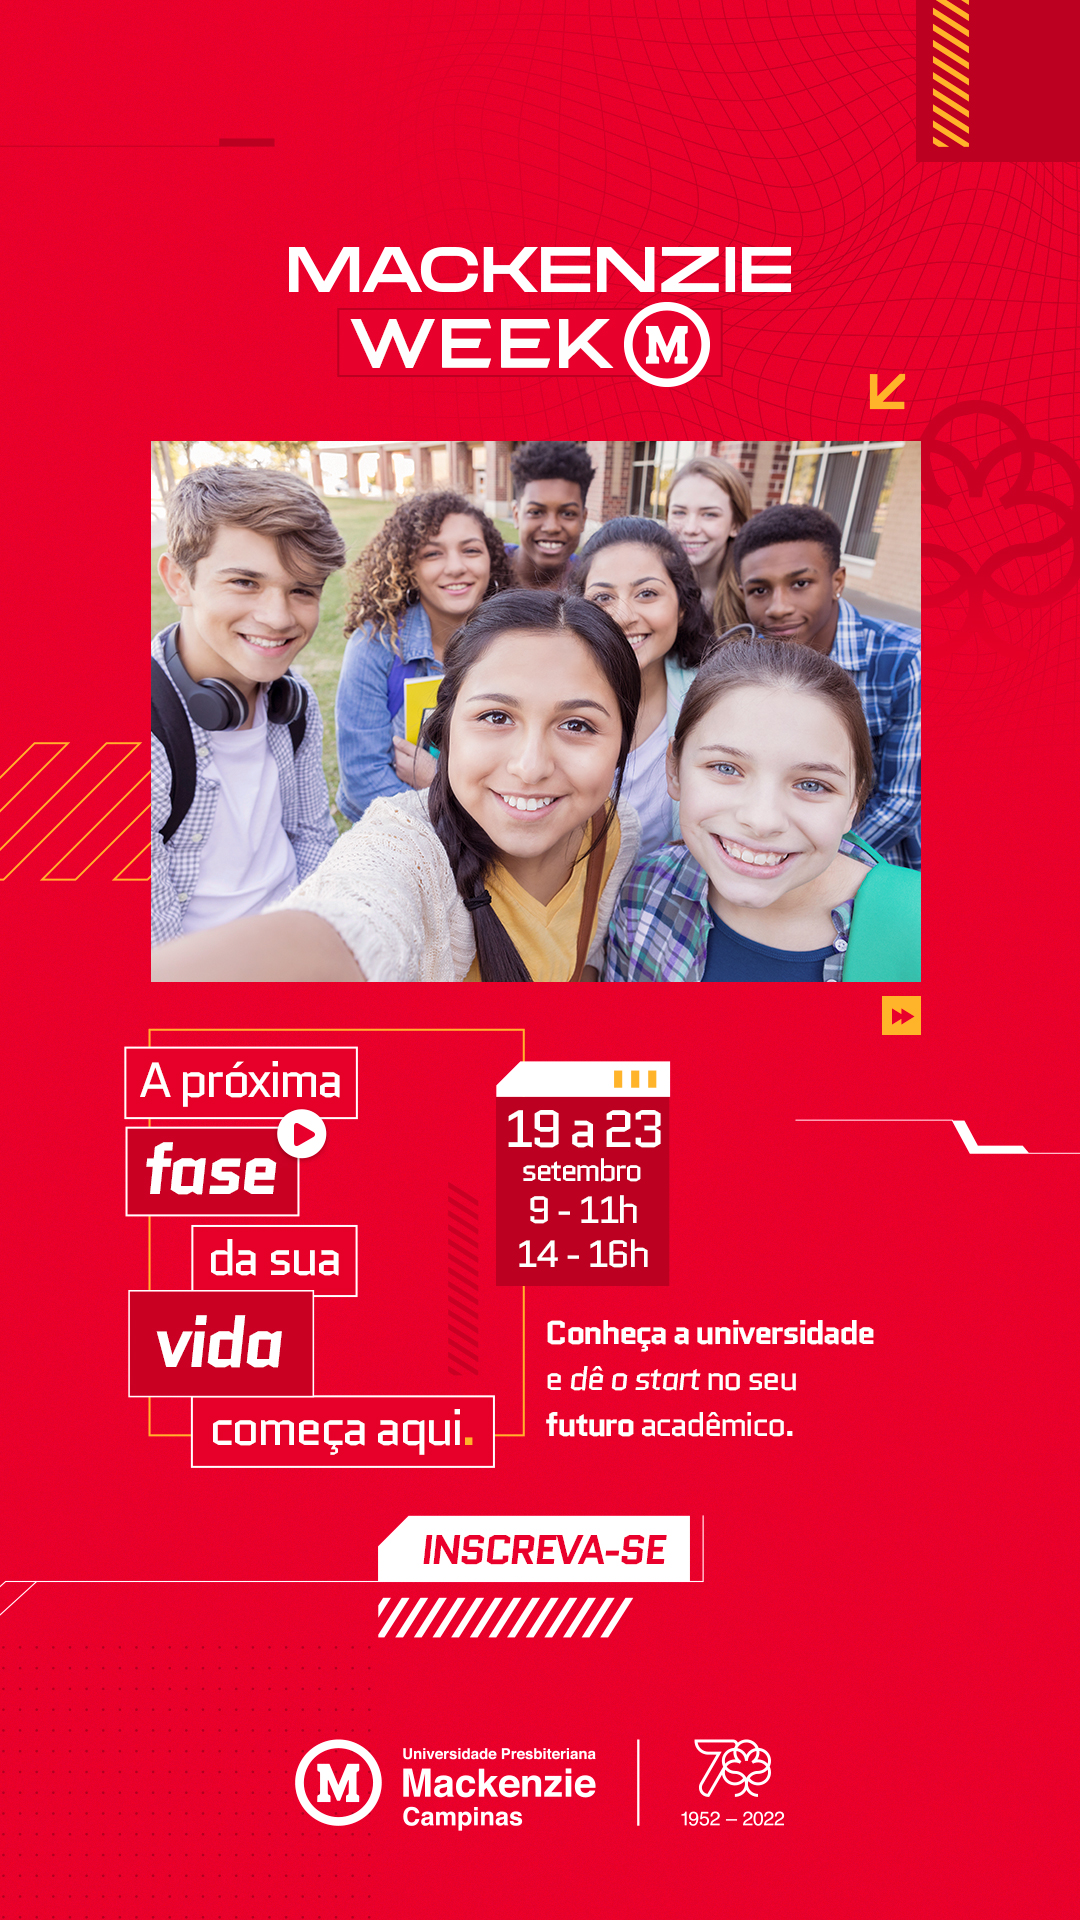 MACKENZIE
WEEK M
A próxima
fase
da sua
vida
começa aqui.
19 a 23
setembro
9 - 11h
14 - 16h
Conheça a universidade
e dê o start no seu
futuro acadêmico.
INSCREVA-SE
M
Universidade Presbiteriana
Mackenzie
Campinas
70
1952 – 2022